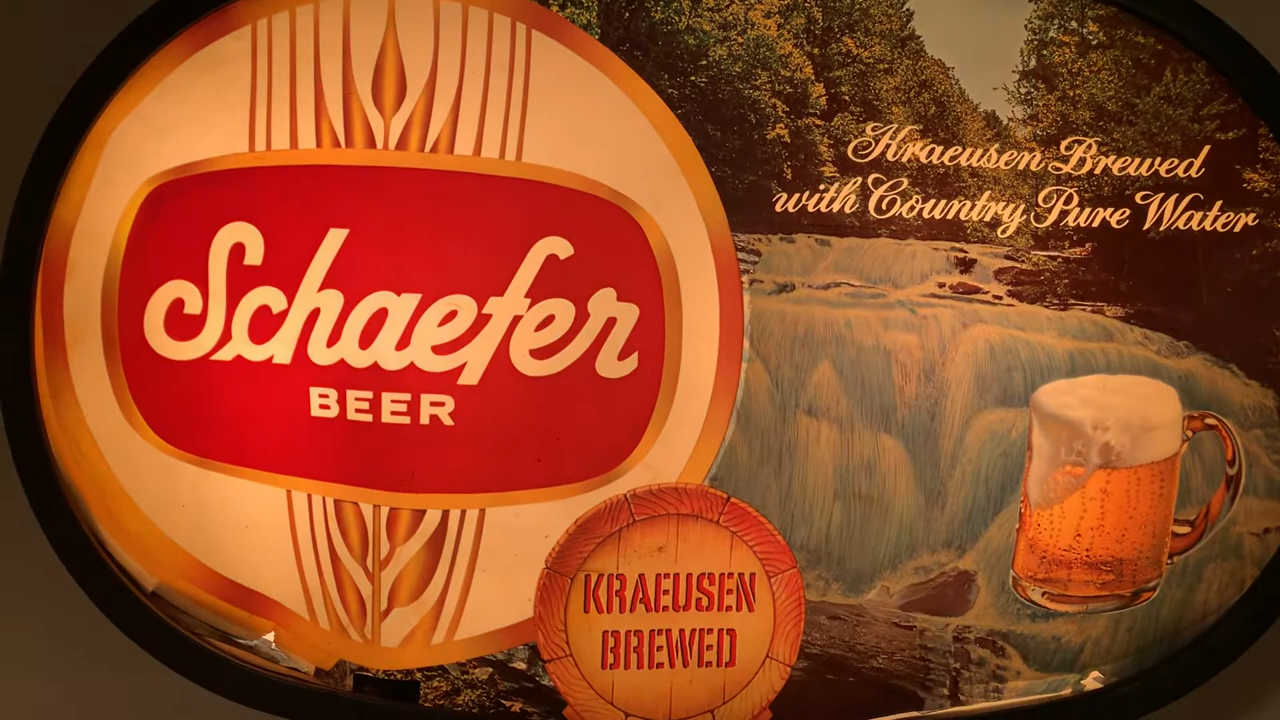 Schaefer
BEER
Kraeusen Brewed
with Country Pure Water
KRAEUSEN
BREWED